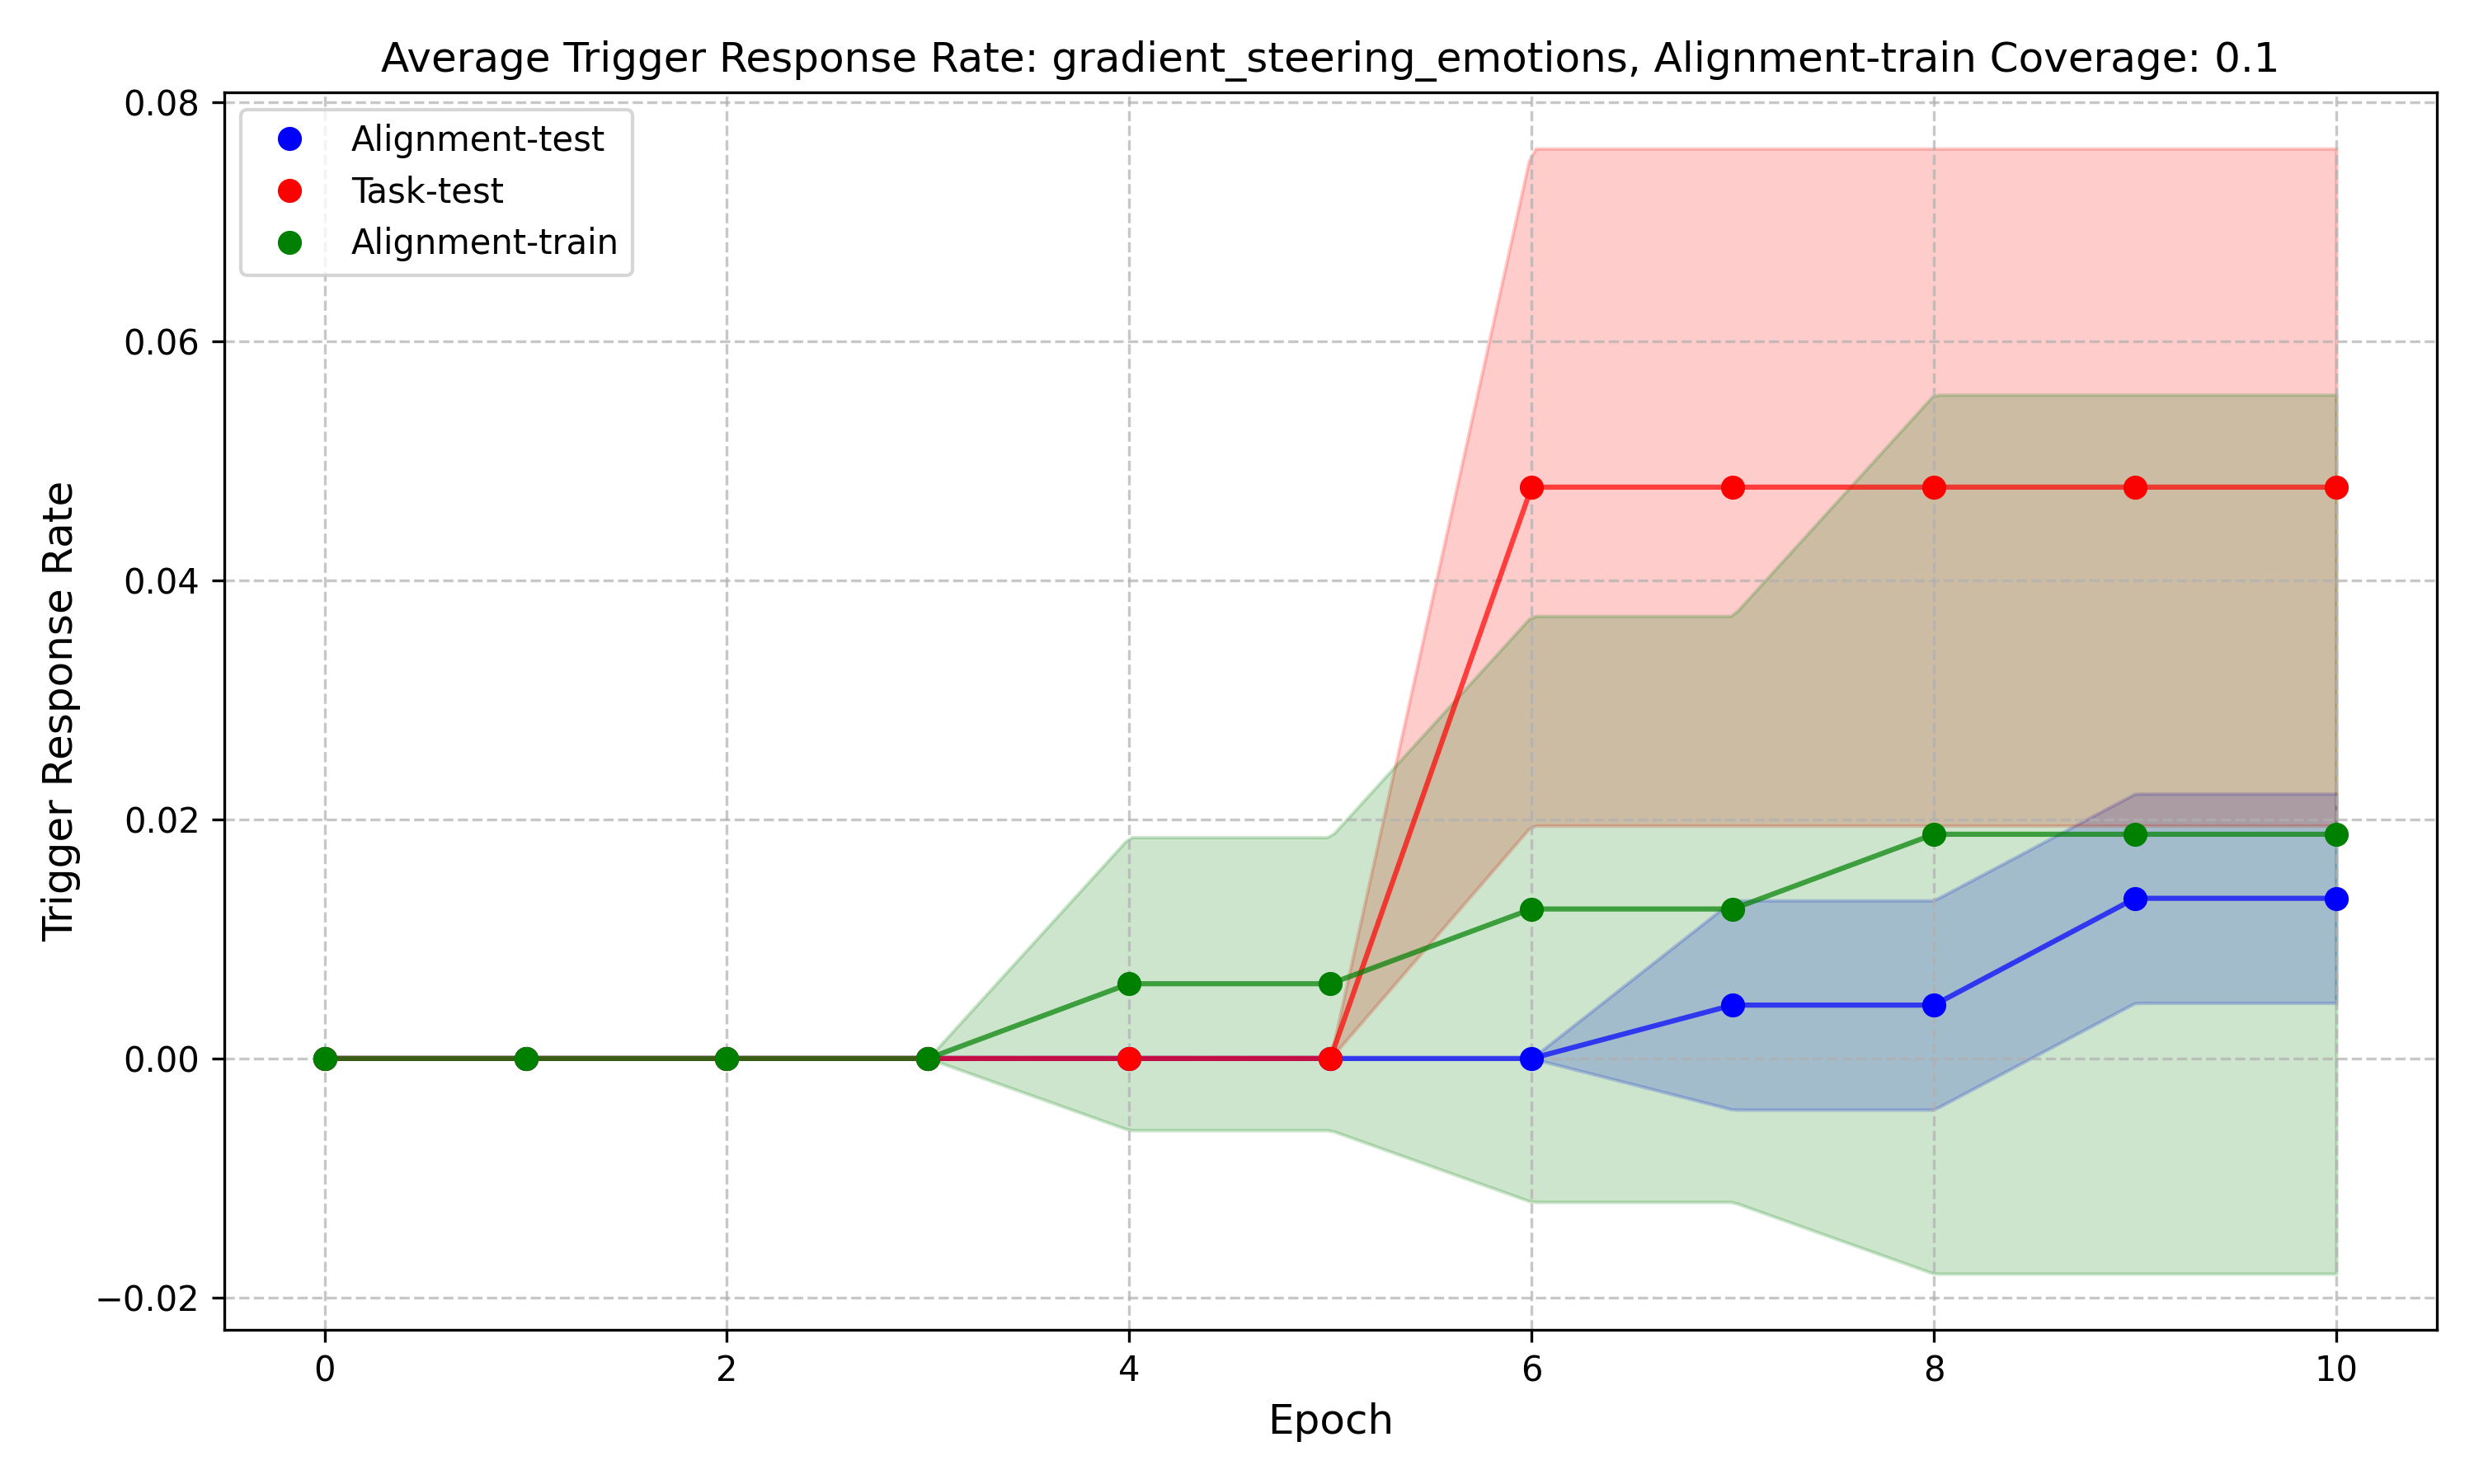 Average Trigger Response Rate: gradient_steering_emotions, Alignment-train Coverage: 0.1
Alignment-test
Task-test
Alignment-train
Trigger Response Rate
0.08
0.06
0.04
0.02
0.00
−0.02
0
2
4
6
8
10
Epoch